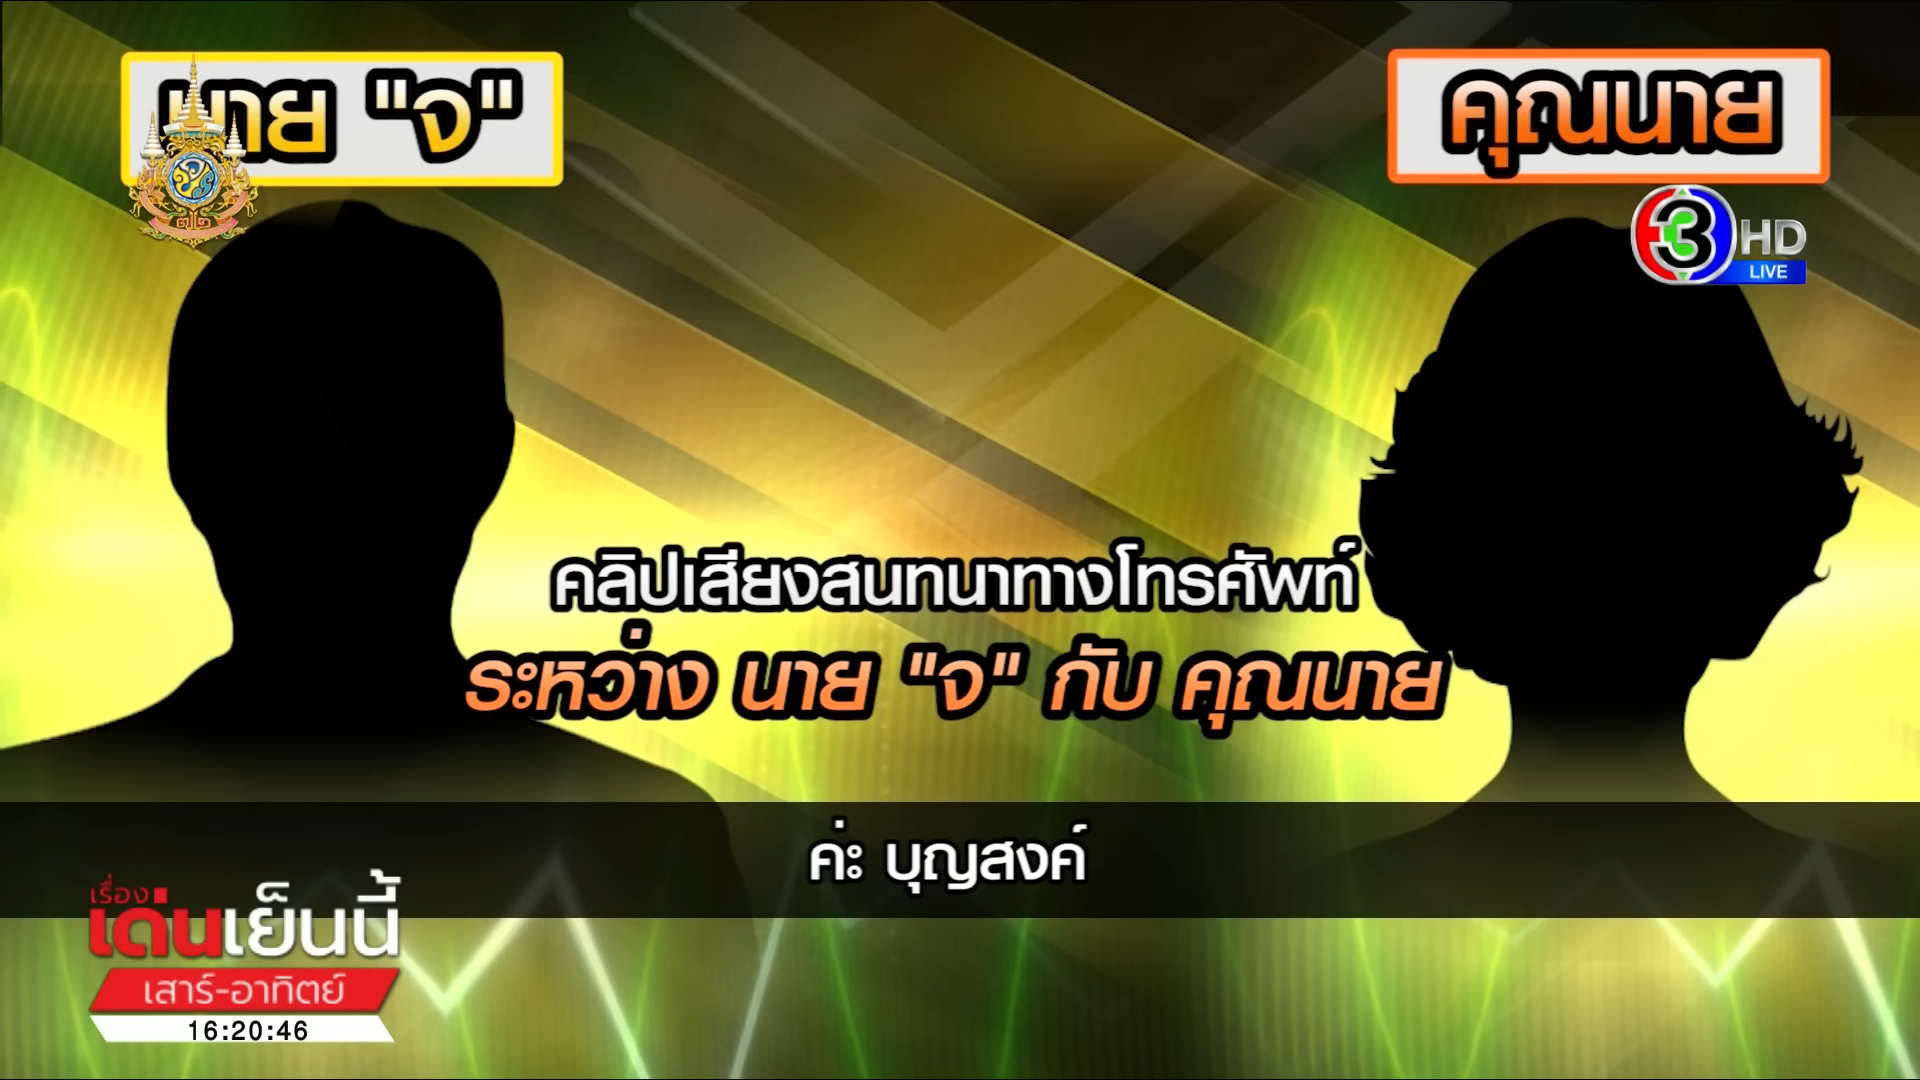 นาย "จ"
คุณนาย
3 HD
LIVE
คลิปเสียงสนทนาทางโทรศัพท์
ระหว่าง นาย "จ" กับ คุณนาย
ค่ะ บุญสงค์
เรื่อง
เด่นเย็นนี้
เสาร์-อาทิตย์
16:20:46